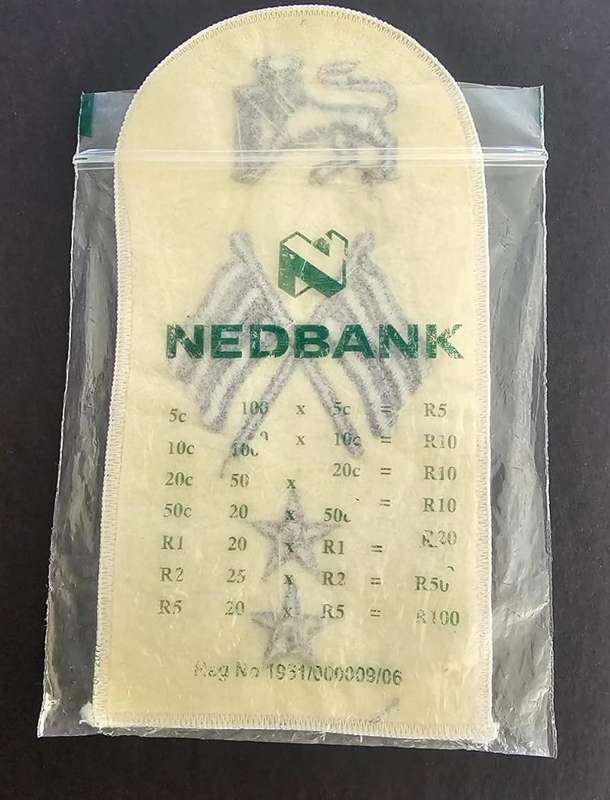 N
NEDBANK
5c 100 x 5c = R5
10c 100 x 10c = R10
20c 50 x 20c = R10
50c 20 x 50c = R10
R1 20 x R1 = R20
R2 25 x R2 = R50
R5 20 x R5 = R100
Reg No 1951/000009/06